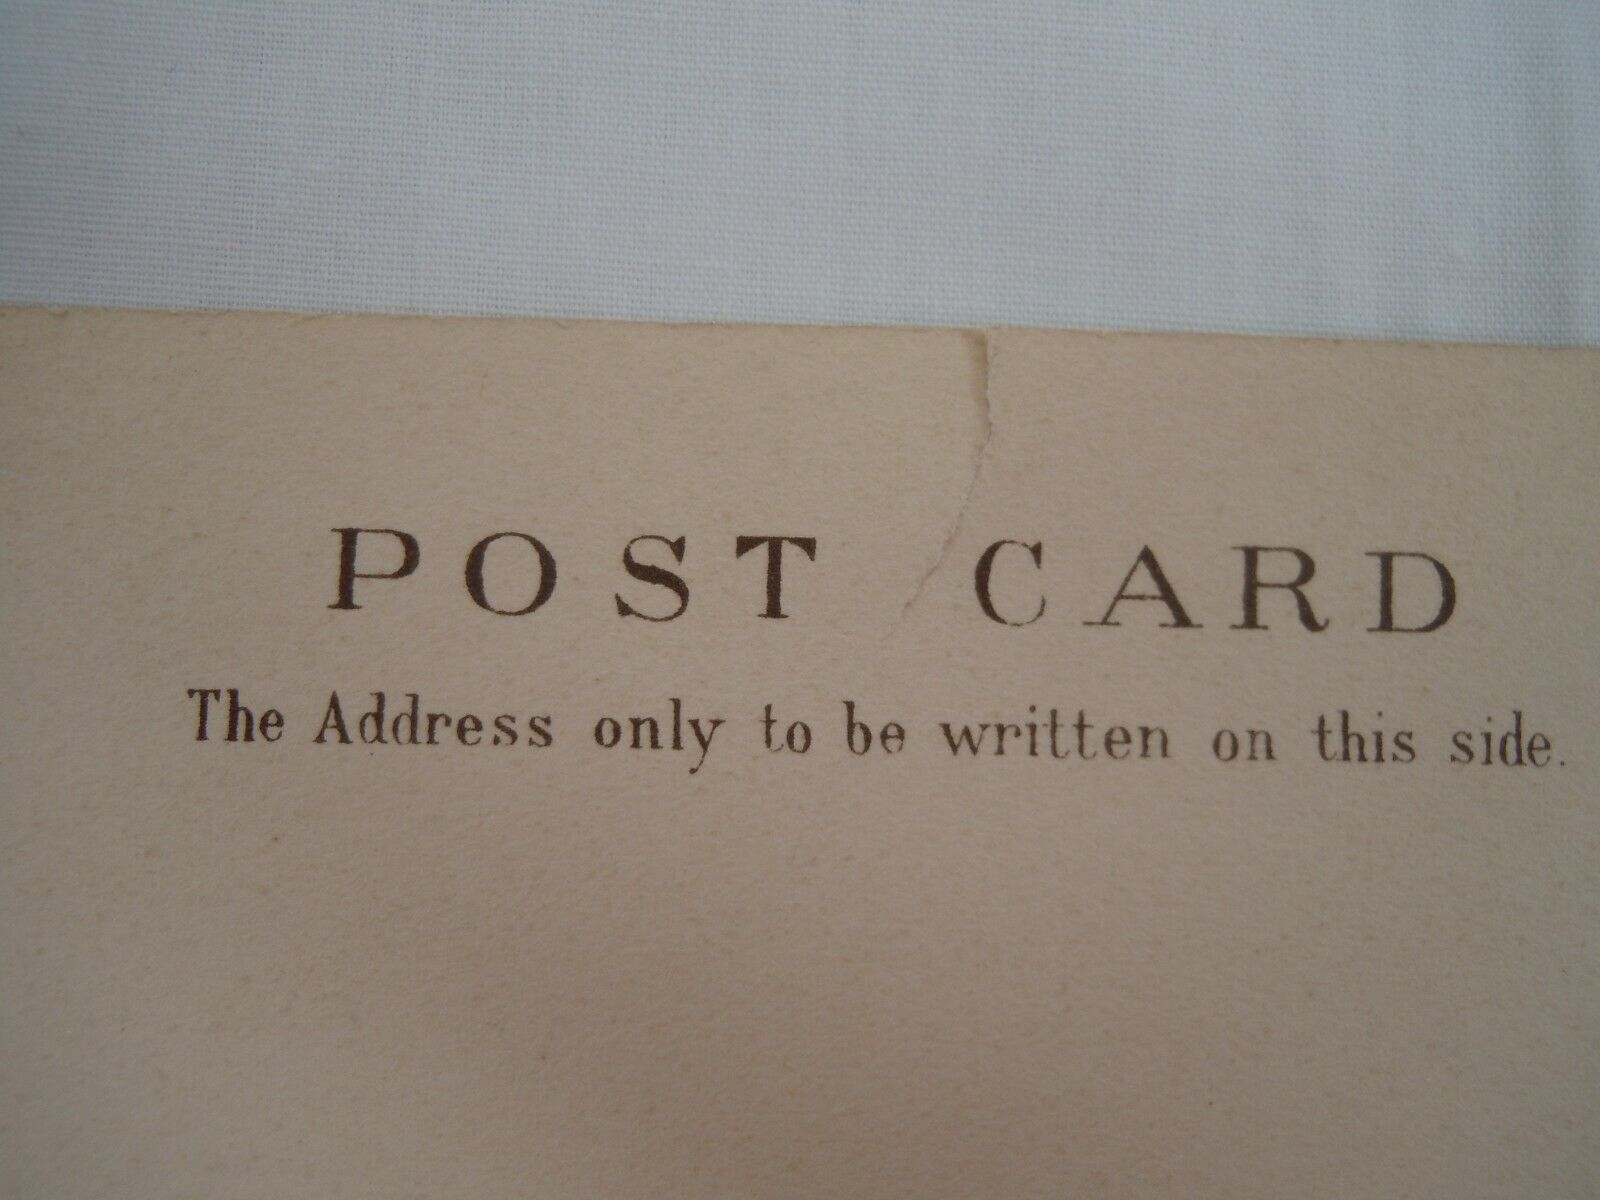 POST CARD
The Address only to be written on this side.